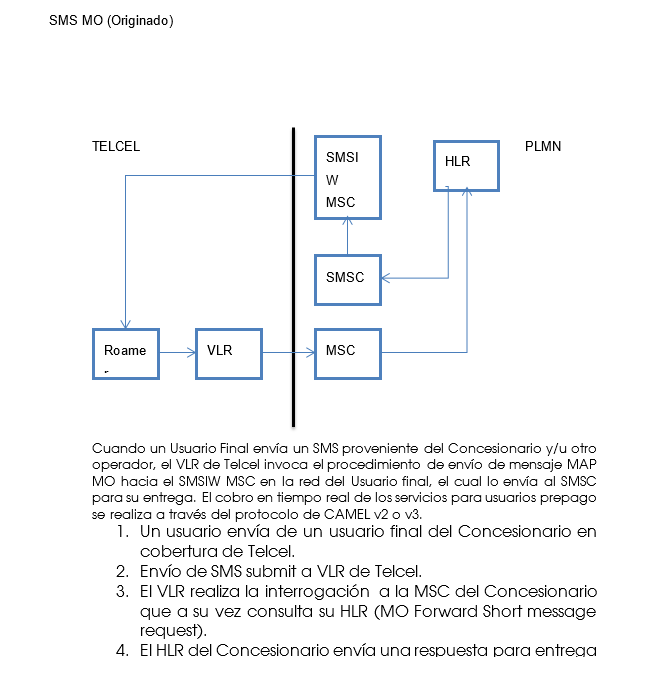 SMS MO (Originado)
TELCEL
PLMN
SMSI
W
MSC
HLR
SMSC
Roame
r
VLR
MSC
Cuando un Usuario Final envía un SMS proveniente del Concesionario y/u otro
operador, el VLR de Telcel invoca el procedimiento de envío de mensaje MAP
MO hacia el SMSIW MSC en la red del Usuario final, el cual lo envía al SMSC
para su entrega. El cobro en tiempo real de los servicios para usuarios prepago
se realiza a través del protocolo de CAMEL v2 o v3.
1. Un usuario envía de un usuario final del Concesionario en
cobertura de Telcel.
2. Envío de SMS submit a VLR de Telcel.
3. El VLR realiza la interrogación a la MSC del Concesionario
que a su vez consulta su HLR (MO Forward Short message
request).
4. El HLR del Concesionario envía una respuesta para entrega